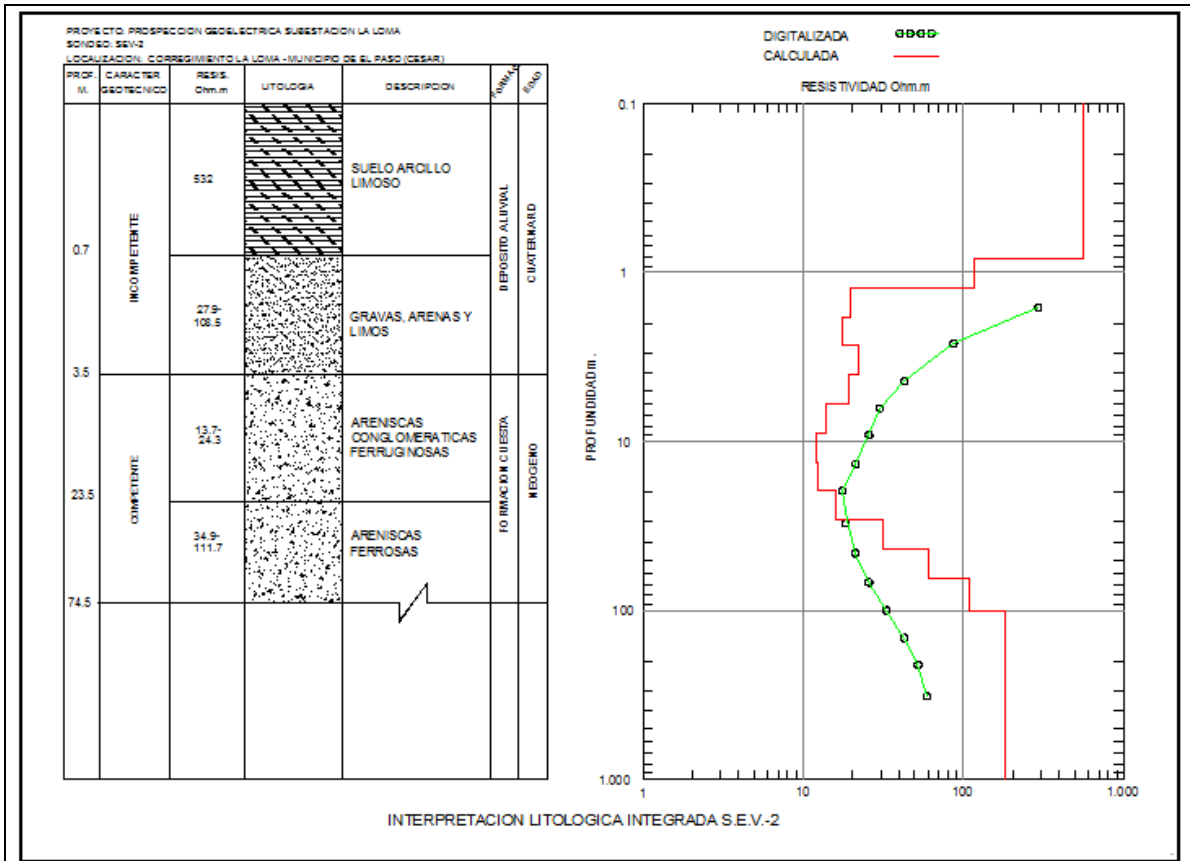 PROYECTO: PROSPECCION GEOELECTRICA SUBESTACION LA LOMA
SONDEO: SEV-2
LOCALIZACION: CORREGIMIENTO LA LOMA - MUNICIPIO DE EL PASO (CESAR)
PROF. M.
CARACTER GEOTECNICO
RESIS. Ohm.m
LITOLOGIA
DESCRIPCION
EDAD
0.7
3.5
23.5
74.5
INCOMPETENTE
COMPETENTE
532
27.9-
108.5
13.7-
24.3
34.9-
111.7
SUELO ARCILLO
LIMOSO
GRAVAS, ARENAS Y
LIMOS
ARENISCAS
CONGLOMERATICAS
FERRUGINOSAS
ARENISCAS
FERROSAS
DEPOSITO ALUVIAL
FORMACION CUESTA
CUATERNARD
NEOGENO
DIGITALIZADA
CALCULADA
RESISTIVIDAD Ohm.m
PROFUNDIDAD m.
0.1
1
10
100
1.000
1
10
100
1.000
INTERPRETACION LITOLOGICA INTEGRADA S.E.V.-2